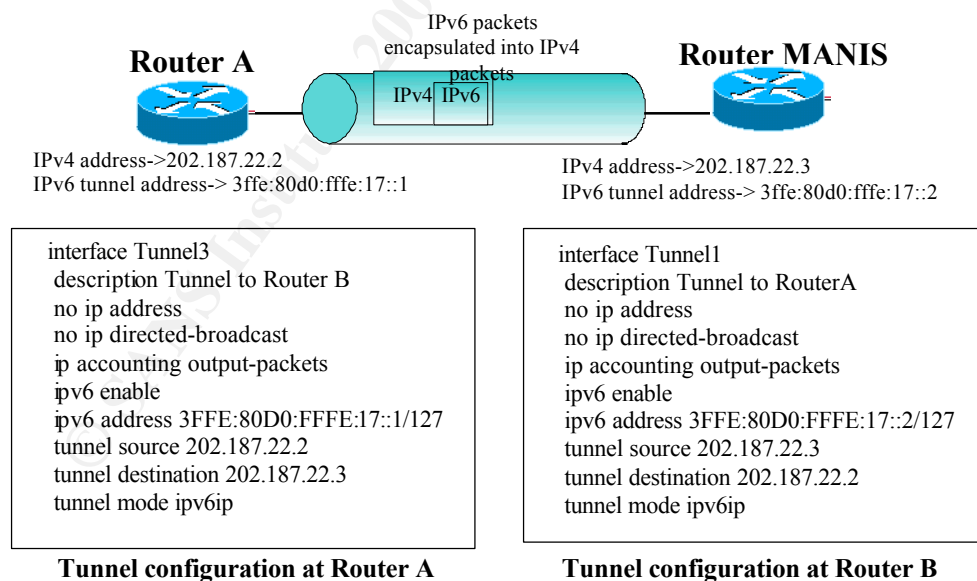 IPv6 packets
encapsulated into IPv4
packets
Router A
Router MANIS
IPv4 IPv6
IPv4 address->202.187.22.2
IPv6 tunnel address-> 3ffe:80d0:fffe:17::1
IPv4 address->202.187.22.3
IPv6 tunnel address-> 3ffe:80d0:fffe:17::2
interface Tunnel3
description Tunnel to Router B
no ip address
no ip directed-broadcast
ip accounting output-packets
ipv6 enable
ipv6 address 3FFE:80D0:FFFE:17::1/127
tunnel source 202.187.22.2
tunnel destination 202.187.22.3
tunnel mode ipv6ip
interface Tunnel1
description Tunnel to RouterA
no ip address
no ip directed-broadcast
ip accounting output-packets
ipv6 enable
ipv6 address 3FFE:80D0:FFFE:17::2/127
tunnel source 202.187.22.3
tunnel destination 202.187.22.2
tunnel mode ipv6ip
Tunnel configuration at Router A
Tunnel configuration at Router B
© SANS